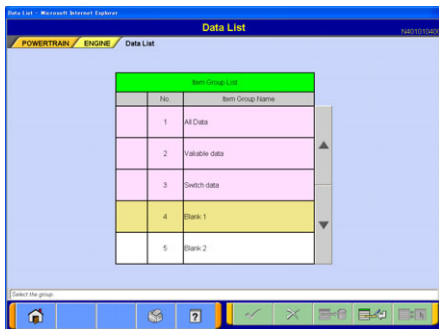 Data List - Microsoft Internet Explorer
Data List
N40101040
POWERTRAIN ENGINE Data List
Item Group List
No. Item Group Name
1 All Data
2 Valiable data
3 Switch data
4 Blank 1
5 Blank 2
Select the group.
?